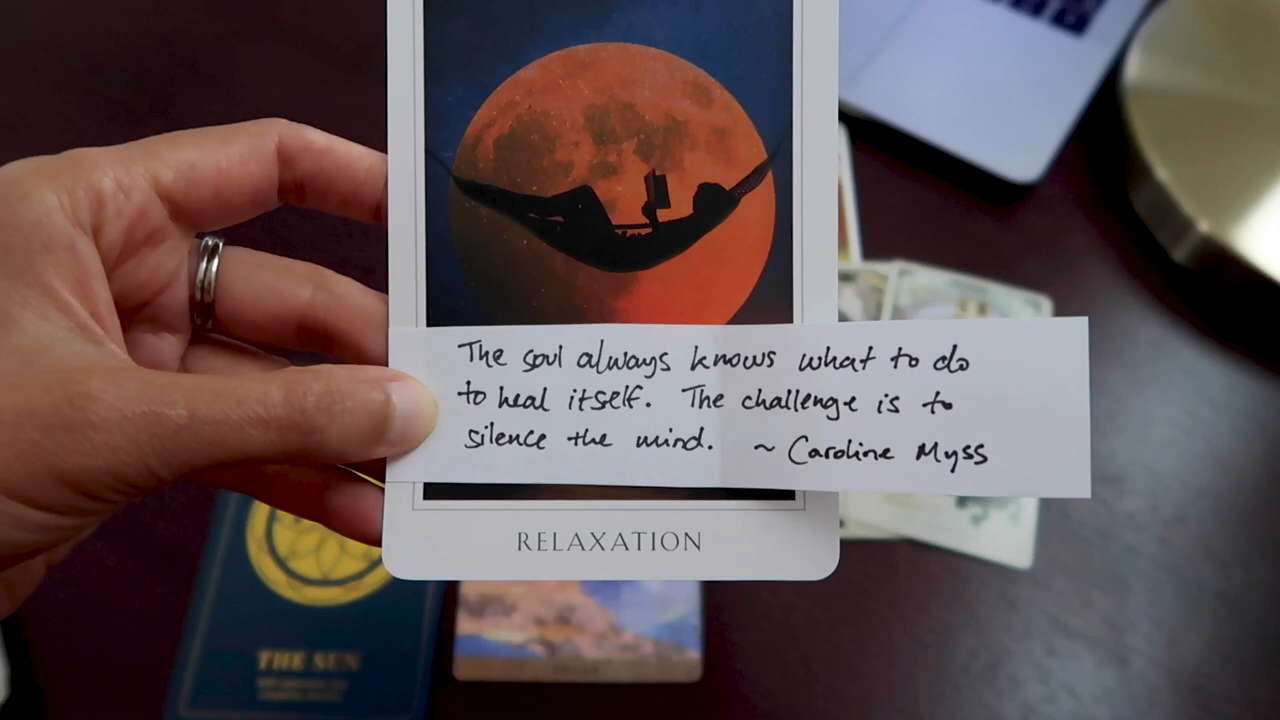 The soul always knows what to do
to heal itself. The challenge is to
silence the mind. ~ Caroline Myss
RELAXATION
THE SUN